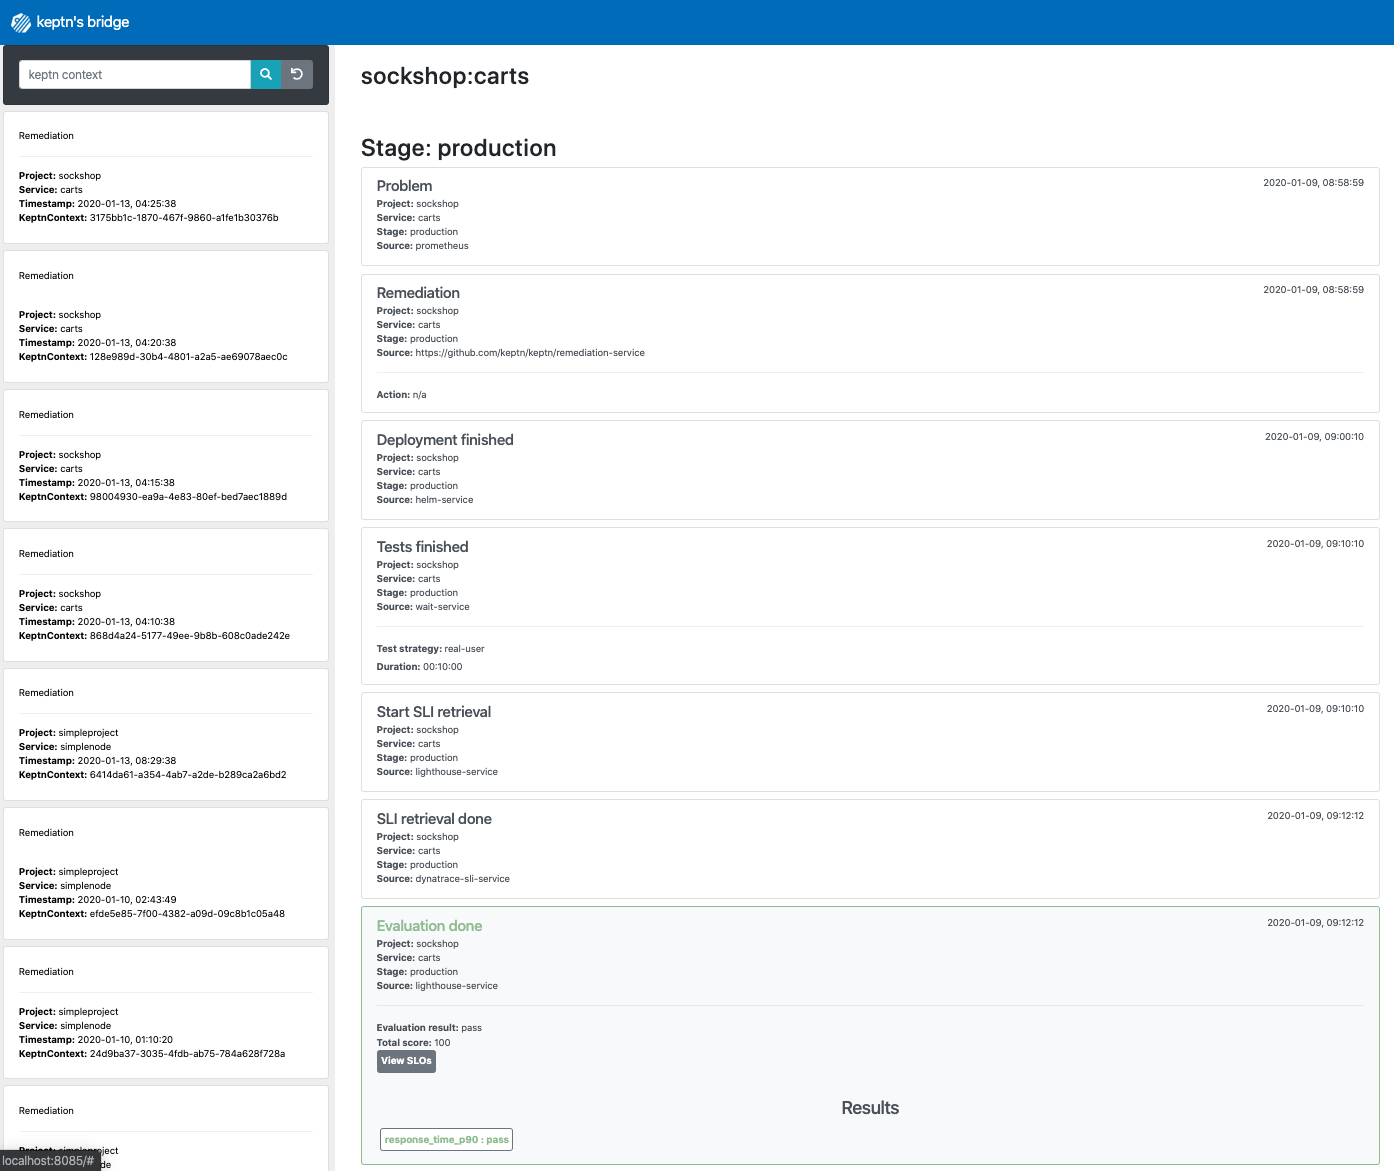 keptn's bridge
keptn context
Remediation
Project: sockshop
Service: carts
Timestamp: 2020-01-13, 04:25:38
KeptnContext: 3175bb1c-1870-467f-9860-a1fe1b30376b
Remediation
Project: sockshop
Service: carts
Timestamp: 2020-01-13, 04:20:38
KeptnContext: 128e989d-30b4-4801-a2a5-ae69078aec0c
Remediation
Project: sockshop
Service: carts
Timestamp: 2020-01-13, 04:15:38
KeptnContext: 98004930-ea9a-4e83-80ef-bed7aec1889d
Remediation
Project: sockshop
Service: carts
Timestamp: 2020-01-13, 04:10:38
KeptnContext: 868d4a24-5177-49ee-9b8b-608c0ade242e
Remediation
Project: simpleproject
Service: simplenode
Timestamp: 2020-01-13, 08:29:38
KeptnContext: 6414da61-a354-4ab7-a2de-b289ca2a6bd2
Remediation
Project: simpleproject
Service: simplenode
Timestamp: 2020-01-10, 02:43:49
KeptnContext: efde5e85-7f00-4382-a09d-09c8b1c05a48
Remediation
Project: simpleproject
Service: simplenode
Timestamp: 2020-01-10, 01:10:20
KeptnContext: 24d9ba37-3035-4fdb-ab75-784a628f728a
Remediation
localhost:8085/#
sockshop:carts
Stage: production
Problem
2020-01-09, 08:58:59
Project: sockshop
Service: carts
Stage: production
Source: prometheus
Remediation
2020-01-09, 08:58:59
Project: sockshop
Service: carts
Stage: production
Source: https://github.com/keptn/keptn/remediation-service
Action: n/a
Deployment finished
2020-01-09, 09:00:10
Project: sockshop
Service: carts
Stage: production
Source: helm-service
Tests finished
2020-01-09, 09:10:10
Project: sockshop
Service: carts
Stage: production
Source: wait-service
Test strategy: real-user
Duration: 00:10:00
Start SLI retrieval
2020-01-09, 09:10:10
Project: sockshop
Service: carts
Stage: production
Source: lighthouse-service
SLI retrieval done
2020-01-09, 09:12:12
Project: sockshop
Service: carts
Stage: production
Source: dynatrace-sli-service
Evaluation done
2020-01-09, 09:12:12
Project: sockshop
Service: carts
Stage: production
Source: lighthouse-service
Evaluation result: pass
Total score: 100
View SLOs
Results
response_time_p90 : pass